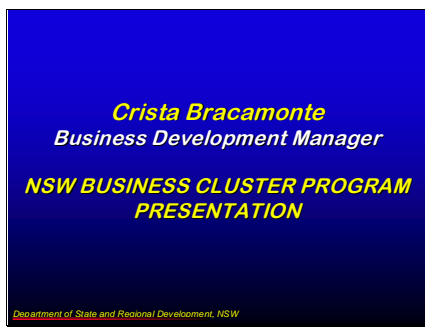 Crista Bracamonte
Business Development Manager
NSW BUSINESS CLUSTER PROGRAM
PRESENTATION
Department of State and Regional Development, NSW